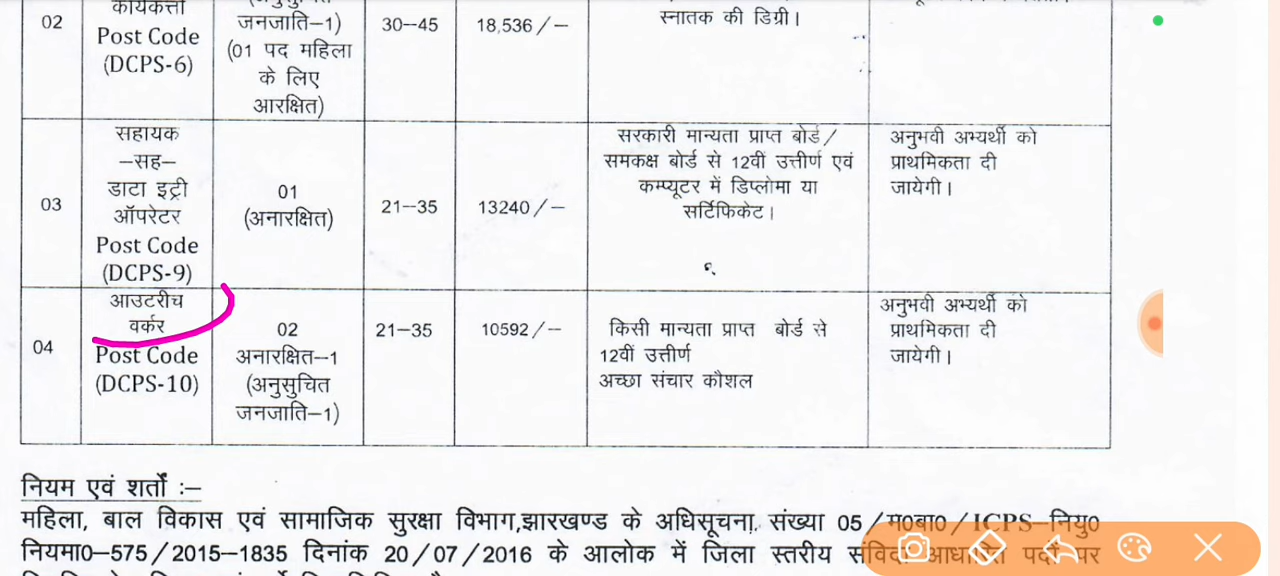 02
कार्यकर्त्ता
Post Code
(DCPS-6)
जनजाति–1)
(01 पद महिला
के लिए
आरक्षित)
30–45
18,536/–
स्नातक की डिग्री।
03
सहायक
–सह–
डाटा इट्री
ऑपरेटर
Post Code
(DCPS-9)
01
(अनारक्षित)
21–35
13240/–
सरकारी मान्यता प्राप्त बोर्ड/
समकक्ष बोर्ड से 12वीं उत्तीर्ण एवं
कम्प्यूटर में डिप्लोमा या
सर्टिफिकेट।
अनुभवी अभ्यर्थी को
प्राथमिकता दी
जायेगी।
04
आउटरीच
वर्कर
Post Code
(DCPS-10)
02
अनारक्षित–1
(अनुसुचित
जनजाति–1)
21–35
10592/–
किसी मान्यता प्राप्त बोर्ड से
12वीं उत्तीर्ण
अच्छा संचार कौशल
अनुभवी अभ्यर्थी को
प्राथमिकता दी
जायेगी।
नियम एवं शर्तों :–
महिला, बाल विकास एवं सामाजिक सुरक्षा विभाग,झारखण्ड के अधिसूचना. संख्या 05/म0बा0/ICPS–नियु0
नियमा0–575/2015–1835 दिनांक 20/07/2016 के आलोक में जिला स्तरीय संविदा आधारित पदों पर